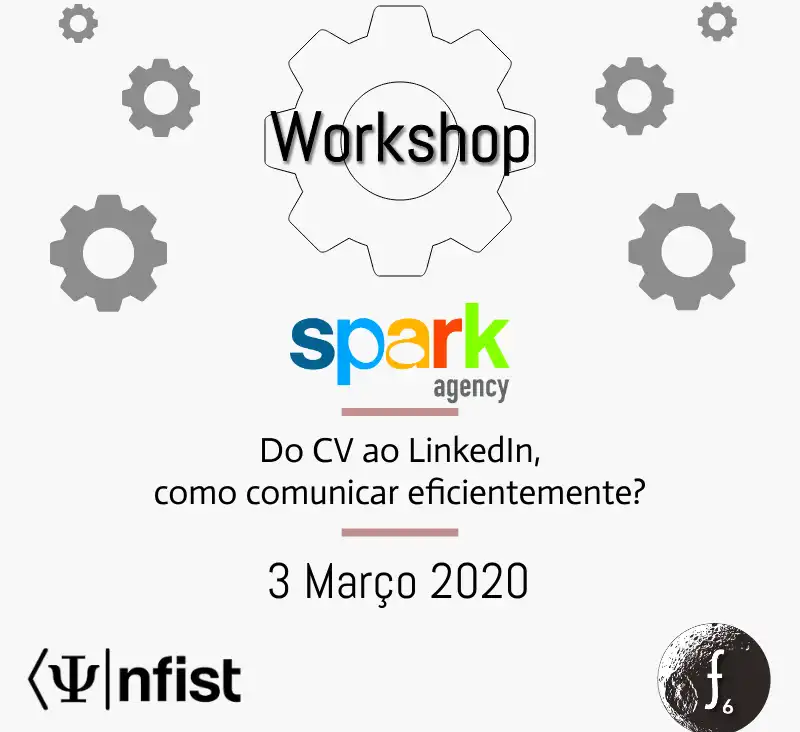 Workshop
spark
agency
Do CV ao LinkedIn,
como comunicar eficientemente?
3 Março 2020
⟨Ψ|nfist
f6